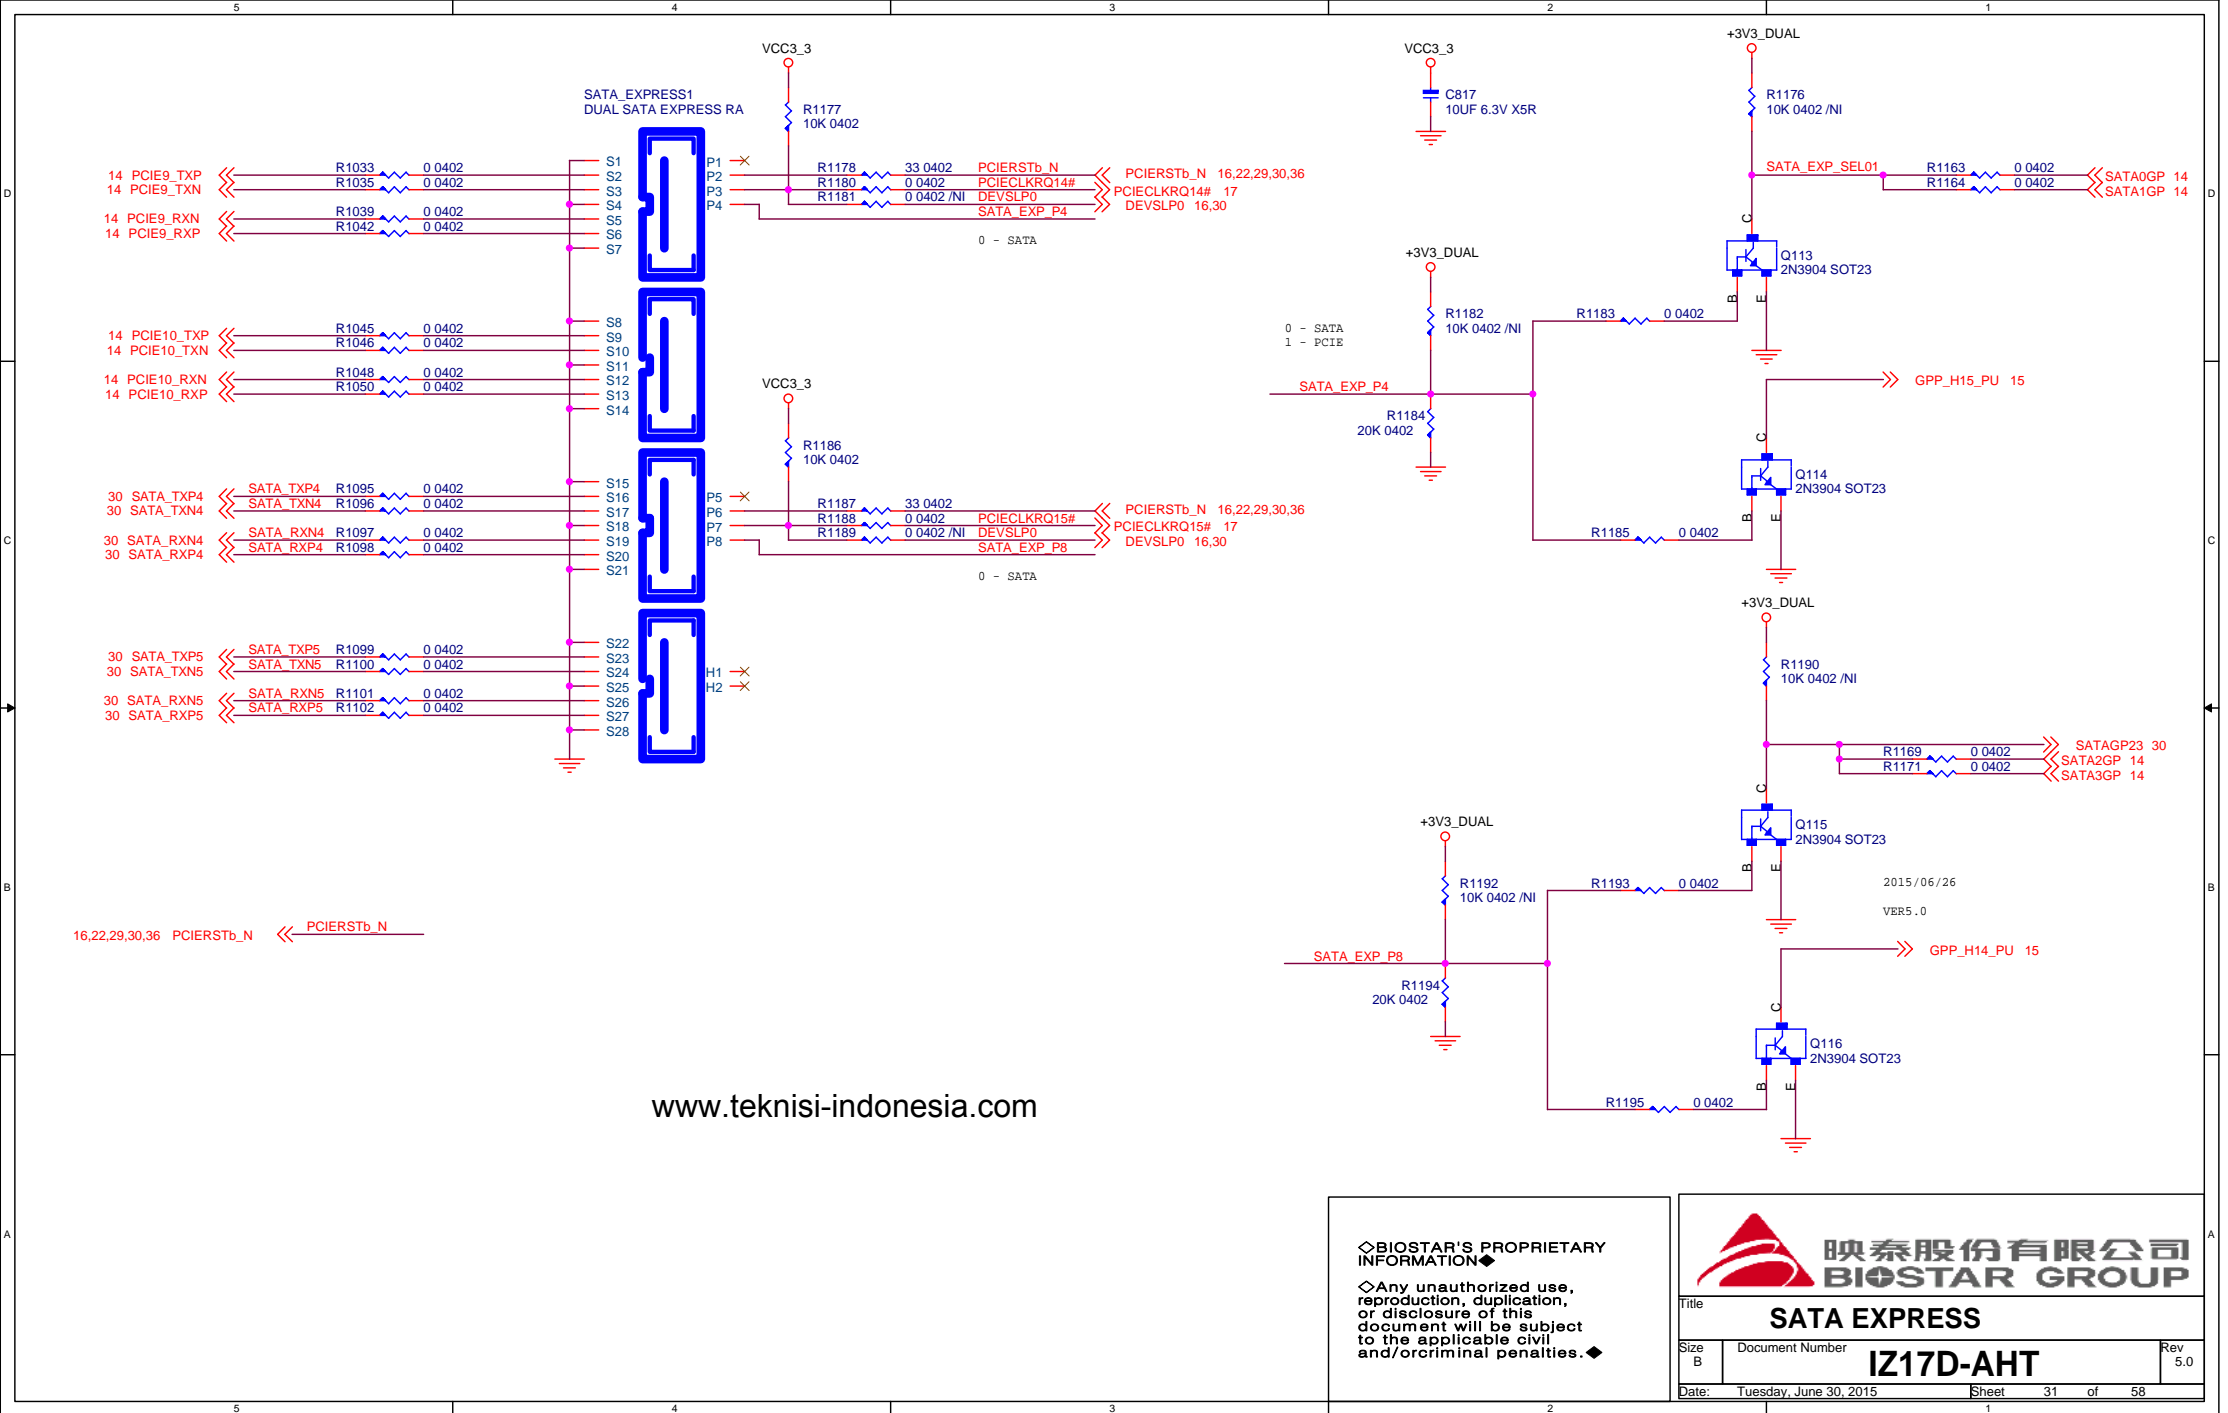 5 4 3 2 1
D
C
B
A
SATA_EXPRESS1
DUAL SATA EXPRESS RA
VCC3_3
R1177
10K 0402
14 PCIE9_TXP R1033 0 0402
14 PCIE9_TXN R1035 0 0402
14 PCIE9_RXN R1039 0 0402
14 PCIE9_RXP R1042 0 0402
S1
S2
S3
S4
S5
S6
S7
P1
P2
P3
P4
R1178 33 0402 PCIERSTb_N PCIERSTb_N 16,22,29,30,36
R1180 0 0402 PCIECLKRQ14# PCIECLKRQ14# 17
R1181 0 0402 /NI DEVSLP0 DEVSLP0 16,30
SATA_EXP_P4
0 - SATA
14 PCIE10_TXP R1045 0 0402
14 PCIE10_TXN R1046 0 0402
14 PCIE10_RXN R1048 0 0402
14 PCIE10_RXP R1050 0 0402
S8
S9
S10
S11
S12
S13
S14
VCC3_3
R1186
10K 0402
30 SATA_TXP4 SATA_TXP4 R1095 0 0402
30 SATA_TXN4 SATA_TXN4 R1096 0 0402
30 SATA_RXN4 SATA_RXN4 R1097 0 0402
30 SATA_RXP4 SATA_RXP4 R1098 0 0402
S15
S16
S17
S18
S19
S20
S21
P5
P6
P7
P8
R1187 33 0402 PCIERSTb_N 16,22,29,30,36
R1188 0 0402 PCIECLKRQ15# PCIECLKRQ15# 17
R1189 0 0402 /NI DEVSLP0 DEVSLP0 16,30
SATA_EXP_P8
0 - SATA
30 SATA_TXP5 SATA_TXP5 R1099 0 0402
30 SATA_TXN5 SATA_TXN5 R1100 0 0402
30 SATA_RXN5 SATA_RXN5 R1101 0 0402
30 SATA_RXP5 SATA_RXP5 R1102 0 0402
S22
S23
S24
S25
S26
S27
S28
H1
H2
16,22,29,30,36 PCIERSTb_N PCIERSTb_N
VCC3_3
C817
10UF 6.3V X5R
+3V3_DUAL
R1176
10K 0402 /NI
SATA_EXP_SEL01
R1163 0 0402 SATA0GP 14
R1164 0 0402 SATA1GP 14
C
Q113
2N3904 SOT23
B E
+3V3_DUAL
R1182
10K 0402 /NI
R1183 0 0402
0 - SATA
1 - PCIE
SATA_EXP_P4
R1184
20K 0402
GPP_H15_PU 15
C
Q114
2N3904 SOT23
B E
R1185 0 0402
+3V3_DUAL
R1190
10K 0402 /NI
SATAGP23 30
R1169 0 0402 SATA2GP 14
R1171 0 0402 SATA3GP 14
C
Q115
2N3904 SOT23
B E
+3V3_DUAL
R1192
10K 0402 /NI
R1193 0 0402
2015/06/26
VER5.0
SATA_EXP_P8
R1194
20K 0402
GPP_H14_PU 15
C
Q116
2N3904 SOT23
B E
R1195 0 0402
www.teknisi-indonesia.com
◇BIOSTAR'S PROPRIETARY
INFORMATION◆
◇Any unauthorized use,
reproduction, duplication,
or disclosure of this
document will be subject
to the applicable civil
and/orcriminal penalties.◆
映泰股份有限公司
BIOSTAR GROUP
Title
SATA EXPRESS
Size
B
Document Number
IZ17D-AHT
Rev
5.0
Date: Tuesday, June 30, 2015 Sheet 31 of 58
D
C
B
A
5 4 3 2 1